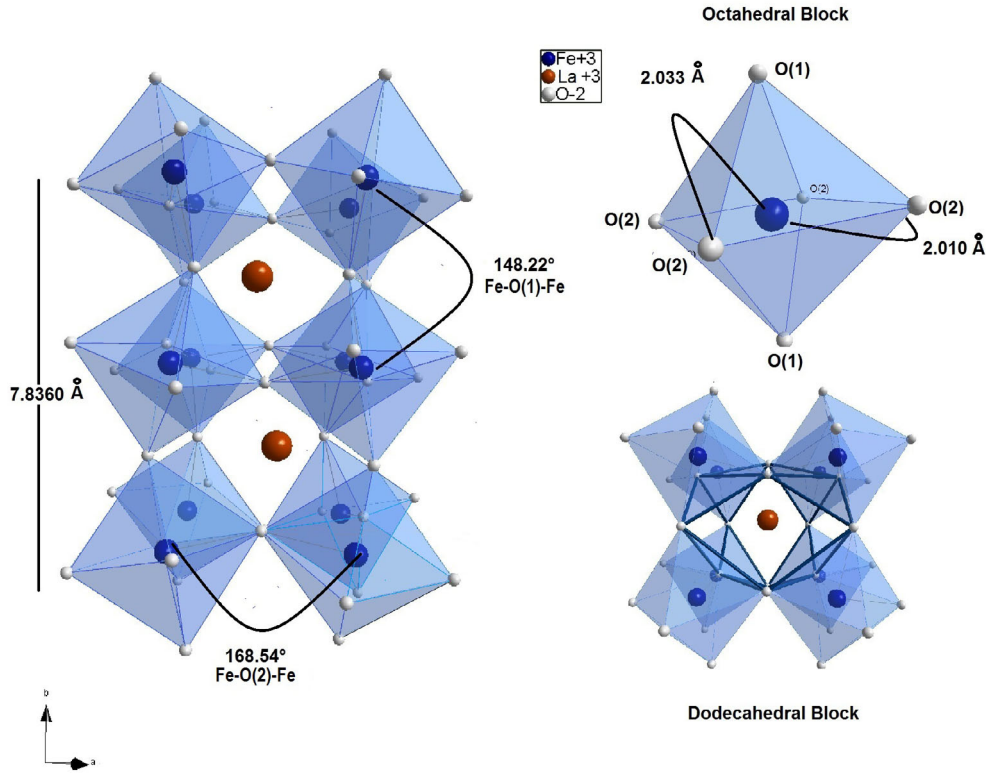 Octahedral Block
Fe+3
La +3
O-2
2.033 Å
O(1)
O(2)
O(2)
O(2)
O(2)
2.010 Å
O(1)
148.22°
Fe-O(1)-Fe
7.8360 Å
168.54°
Fe-O(2)-Fe
b
a
Dodecahedral Block